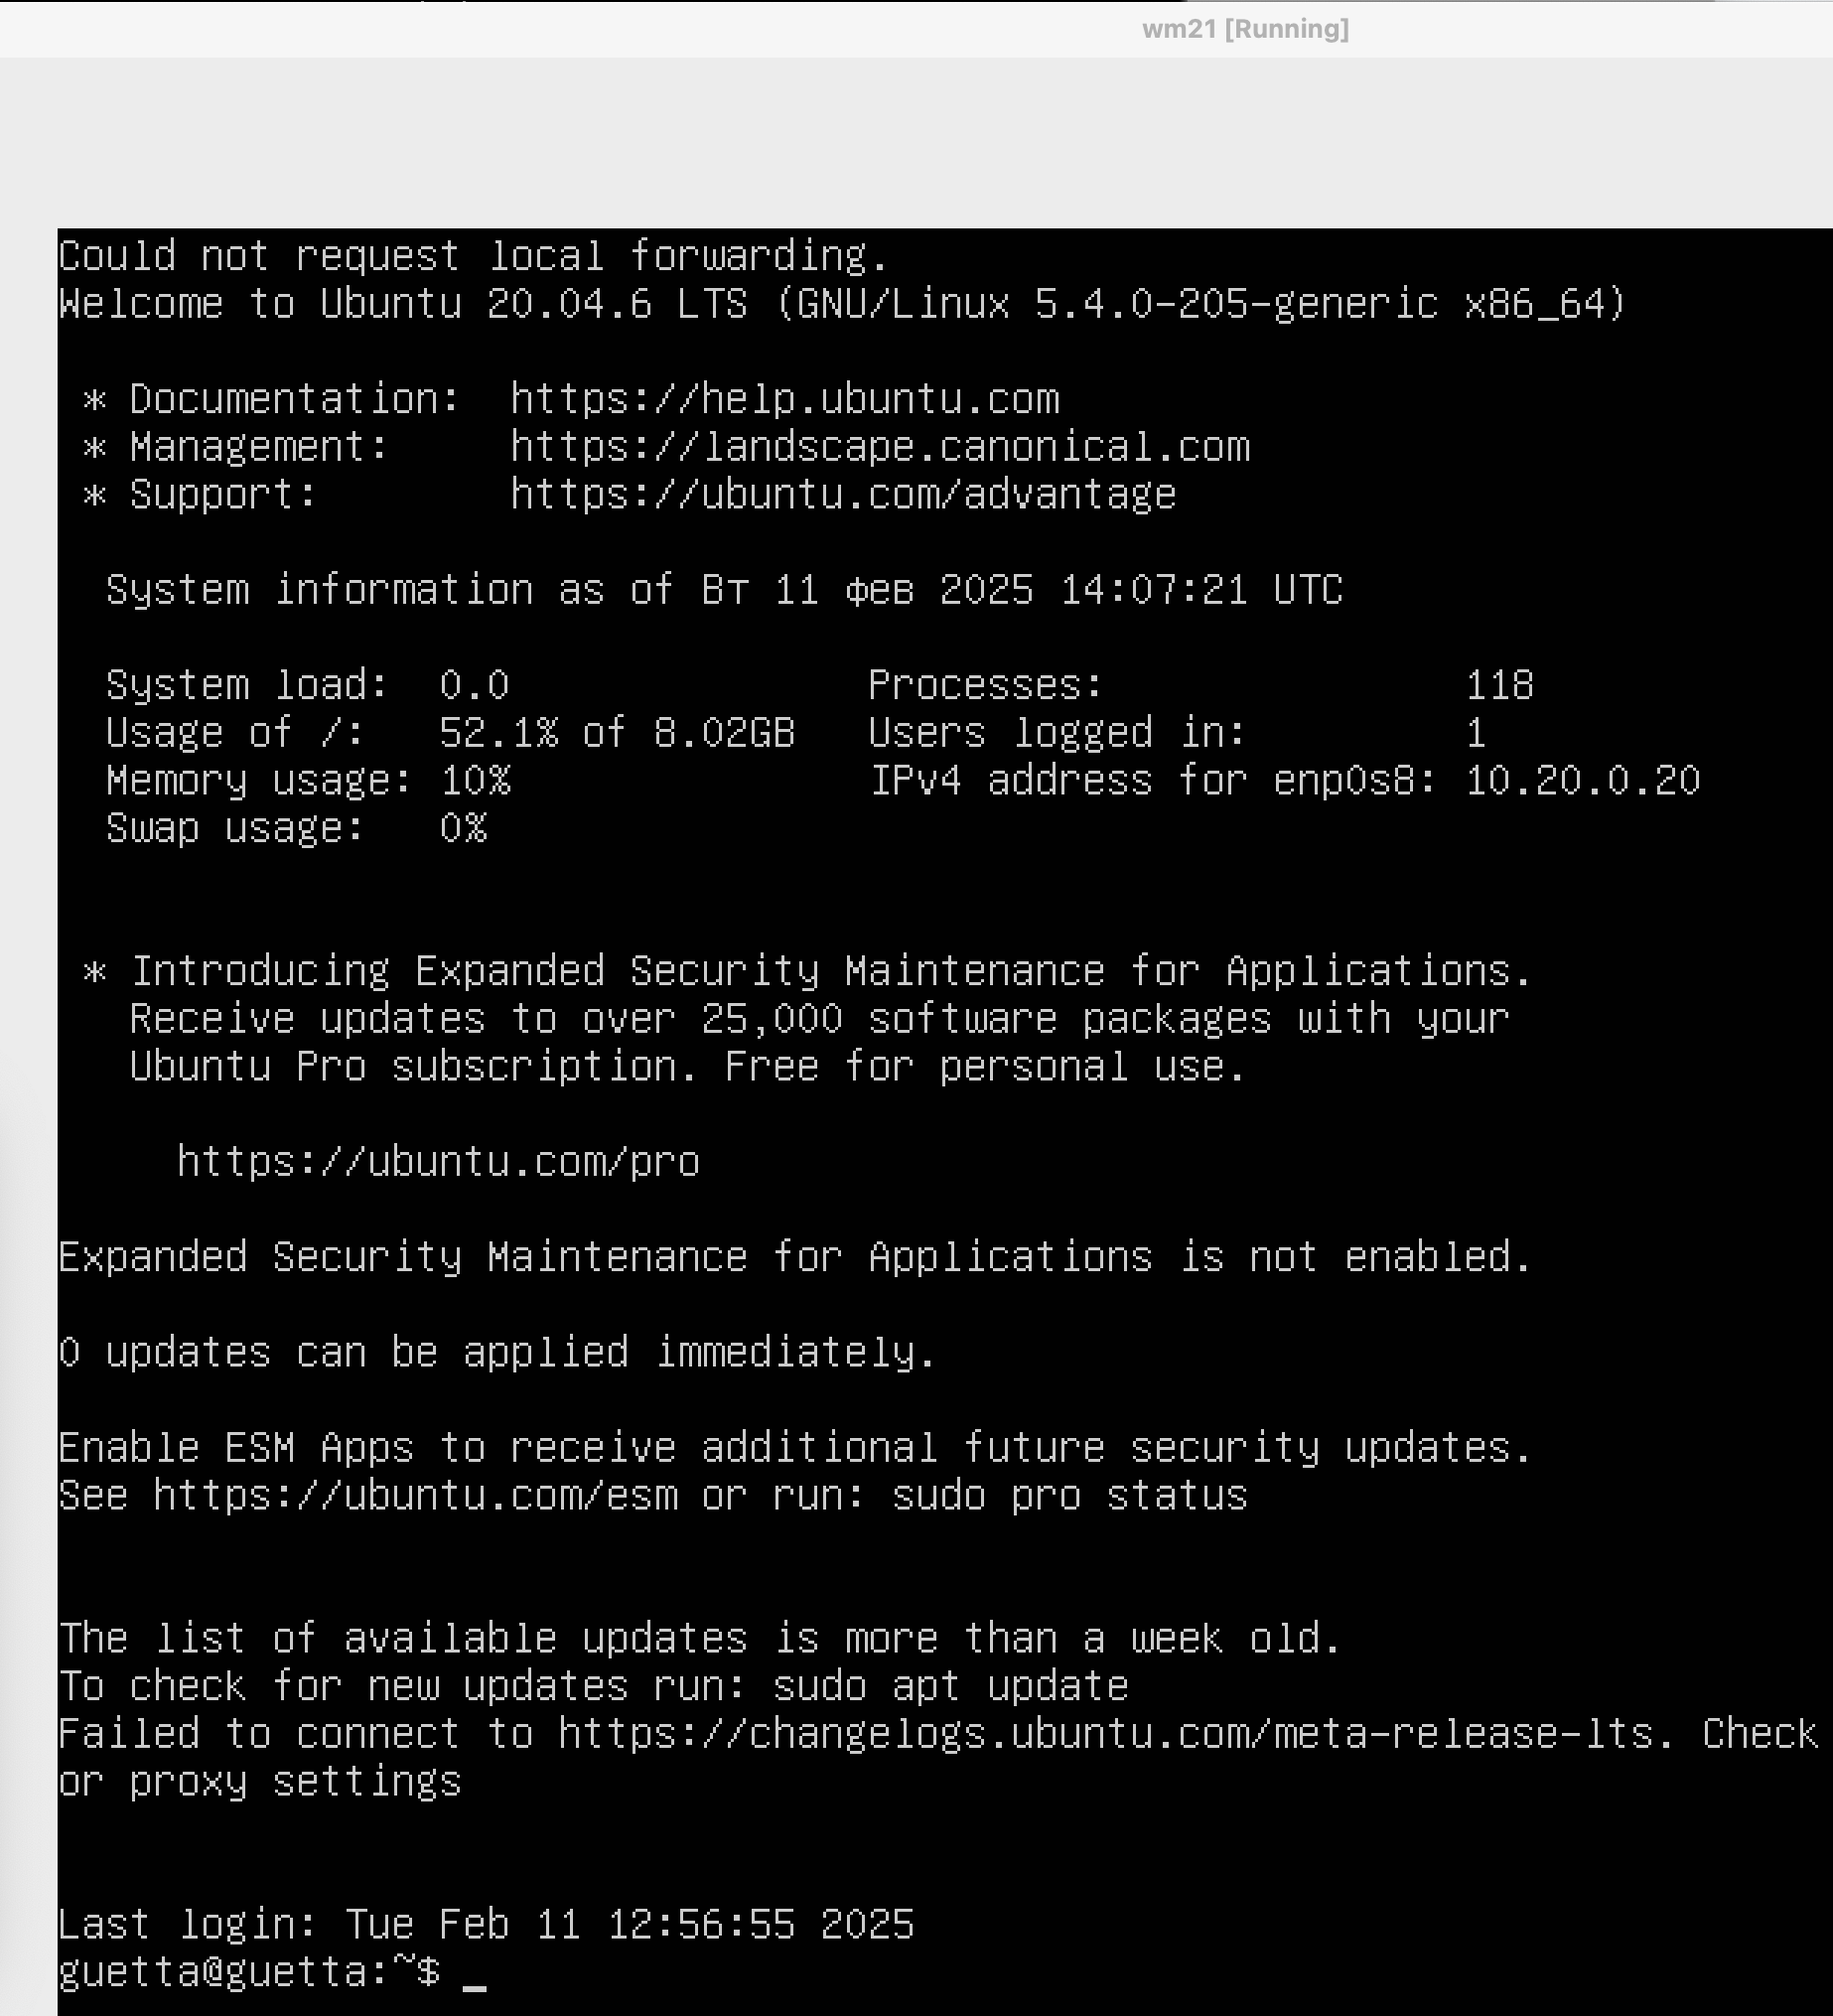 wm21 [Running]
Could not request local forwarding.
Welcome to Ubuntu 20.04.6 LTS (GNU/Linux 5.4.0-205-generic x86_64)
* Documentation:  https://help.ubuntu.com
* Management:     https://landscape.canonical.com
* Support:        https://ubuntu.com/advantage
System information as of Вт 11 фев 2025 14:07:21 UTC
System load:  0.0               Processes:               118
Usage of /:   52.1% of 8.02GB   Users logged in:         1
Memory usage: 10%               IPv4 address for enp0s8: 10.20.0.20
Swap usage:   0%
* Introducing Expanded Security Maintenance for Applications.
Receive updates to over 25,000 software packages with your
Ubuntu Pro subscription. Free for personal use.
https://ubuntu.com/pro
Expanded Security Maintenance for Applications is not enabled.
0 updates can be applied immediately.
Enable ESM Apps to receive additional future security updates.
See https://ubuntu.com/esm or run: sudo pro status
The list of available updates is more than a week old.
To check for new updates run: sudo apt update
Failed to connect to https://changelogs.ubuntu.com/meta-release-lts. Check
or proxy settings
Last login: Tue Feb 11 12:56:55 2025
guetta@guetta:~$ _